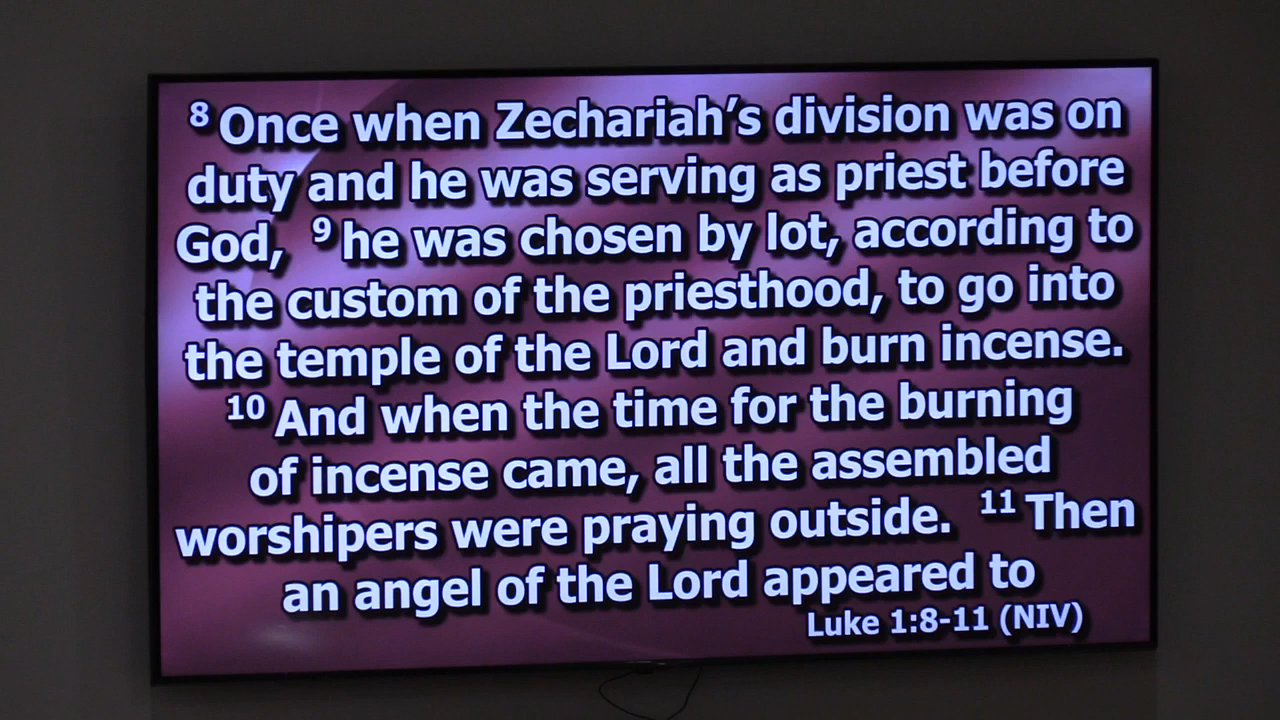 8 Once when Zechariah’s division was on
duty and he was serving as priest before
God, 9 he was chosen by lot, according to
the custom of the priesthood, to go into
the temple of the Lord and burn incense.
10 And when the time for the burning
of incense came, all the assembled
worshipers were praying outside. 11 Then
an angel of the Lord appeared to
Luke 1:8-11 (NIV)